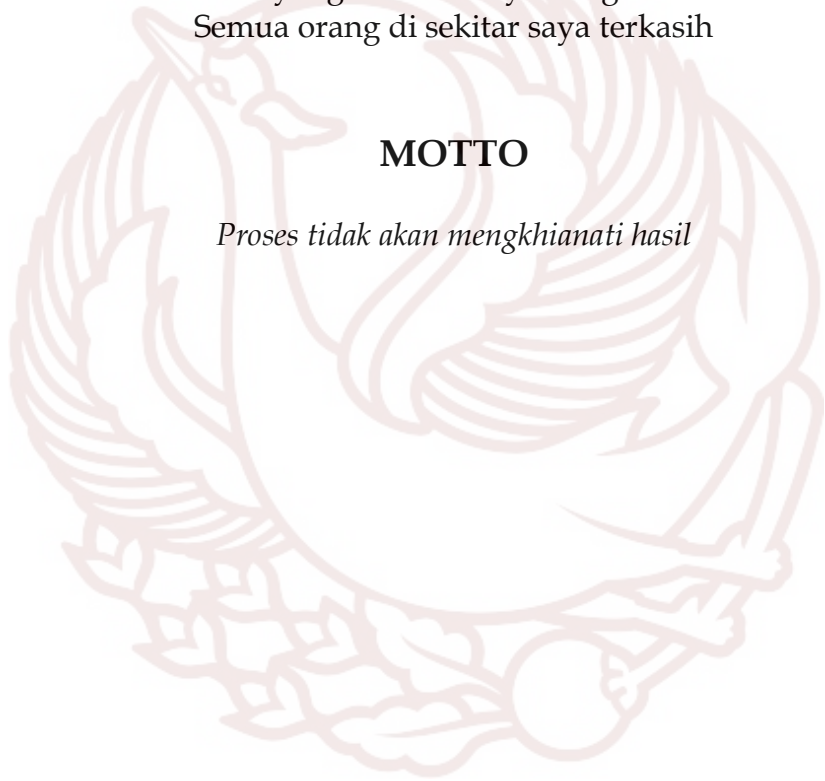 Semua orang di sekitar saya terkasih
MOTTO
Proses tidak akan mengkhianati hasil